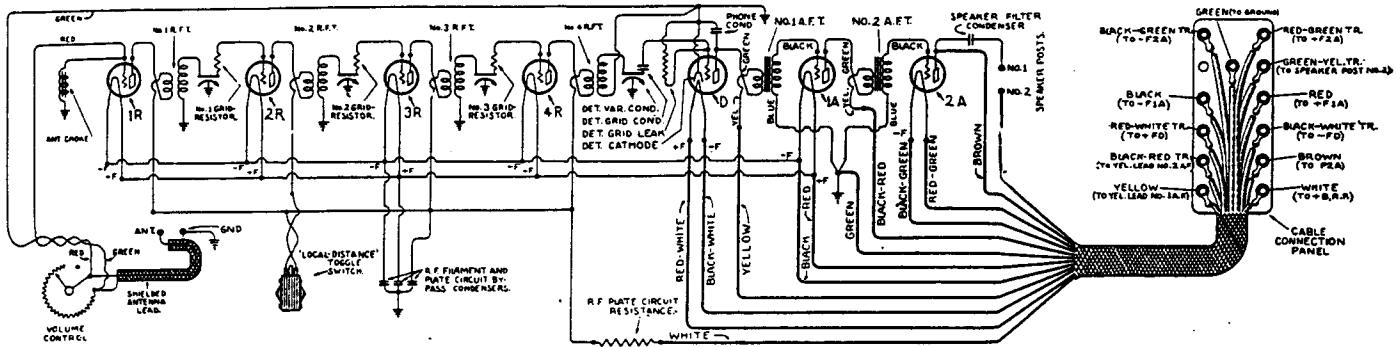 GREEN
RED
ANT CHOKE
1R
No.1 R.F.T.
No.1 GRID-
RESISTOR.
2R
No.2 R.F.T.
No.2 GRID-
RESISTOR.
3R
No.3 R.F.T.
No.3 GRID-
RESISTOR.
4R
No.4 R.F.T.
DET. VAR. COND.
DET. GRID COND
DET. GRID LEAK
DET. CATHODE
PHONE
COND
GREEN
D
YEL.
NO.1 A.F.T.
BLACK
BLUE
1A
GREEN
YEL.
NO.2 A.F.T.
BLACK
BLUE
2A
SPEAKER FILTER
CONDENSER
NO.1
NO.2
SPEAKER POSTS.
-F
+F
-F
+F
-F
+F
-F
+F
+F
-F
-F
+F
-F
RED-WHITE
BLACK-WHITE
YELLOW
BLACK
RED
GREEN
BLACK-RED
BLACK-GREEN
RED-GREEN
BROWN
ANT.
GND
RED
GREEN
SHIELDED
ANTENNA
LEAD.
VOLUME
CONTROL
"LOCAL-DISTANCE"
TOGGLE
SWITCH.
R.F. FILAMENT AND
PLATE CIRCUIT BY-
PASS CONDENSERS.
R.F PLATE CIRCUIT
RESISTANCE.
WHITE
GREEN (TO GROUND)
BLACK-GREEN TR.
(TO -F2A)
BLACK
(TO -F1A)
RED-WHITE TR.
(TO +FD)
BLACK-RED TR.
(TO YEL. LEAD NO.2 A.F.)
YELLOW
(TO YEL. LEAD NO.1 A.F.)
RED-GREEN TR.
(TO +F2A)
GREEN-YEL. TR.
(TO SPEAKER POST NO.2)
RED
(TO +F1A)
BLACK-WHITE TR.
(TO -FD)
BROWN
(TO P2A)
WHITE
(TO +B, R.F.)
CABLE
CONNECTION
PANEL